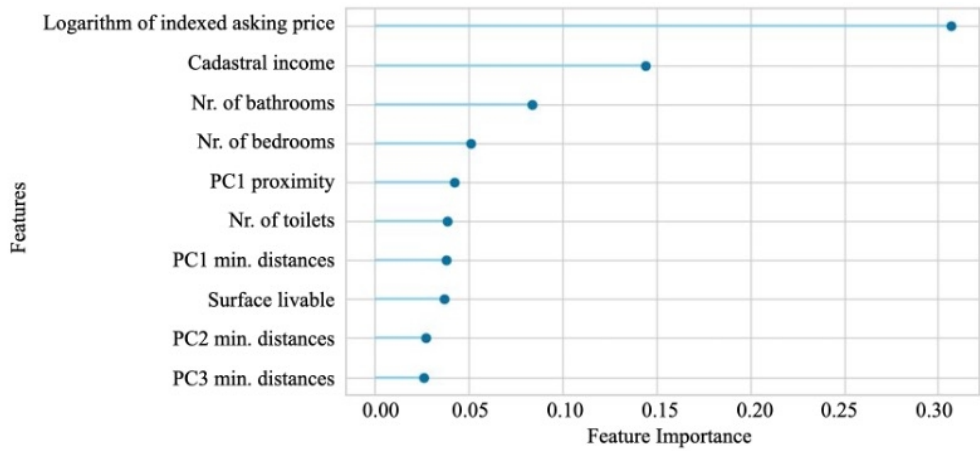 Logarithm of indexed asking price
Cadastral income
Nr. of bathrooms
Nr. of bedrooms
PC1 proximity
Nr. of toilets
PC1 min. distances
Surface livable
PC2 min. distances
PC3 min. distances
Features
0.00 0.05 0.10 0.15 0.20 0.25 0.30
Feature Importance